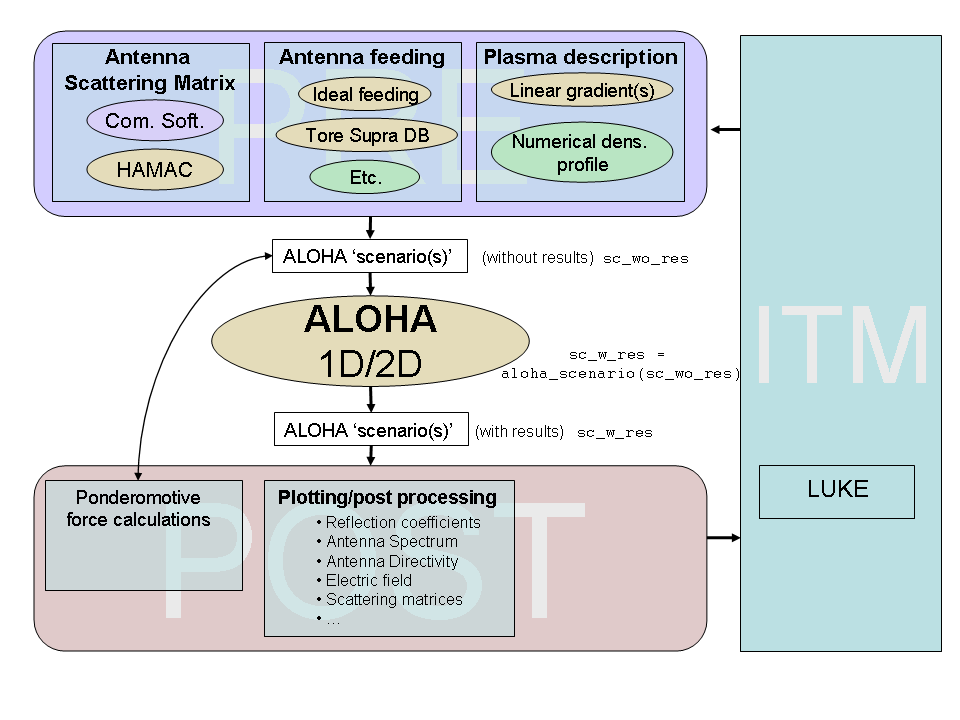 PRE
Antenna
Scattering Matrix
Com. Soft.
HAMAC
Antenna feeding
Ideal feeding
Tore Supra DB
Etc.
Plasma description
Linear gradient(s)
Numerical dens.
profile
ALOHA ‘scenario(s)’
(without results) sc_wo_res
ALOHA
1D/2D
sc_w_res =
aloha_scenario(sc_wo_res)
ALOHA ‘scenario(s)’
(with results) sc_w_res
POST
Ponderomotive
force calculations
Plotting/post processing
• Reflection coefficients
• Antenna Spectrum
• Antenna Directivity
• Electric field
• Scattering matrices
• …
ITM
LUKE